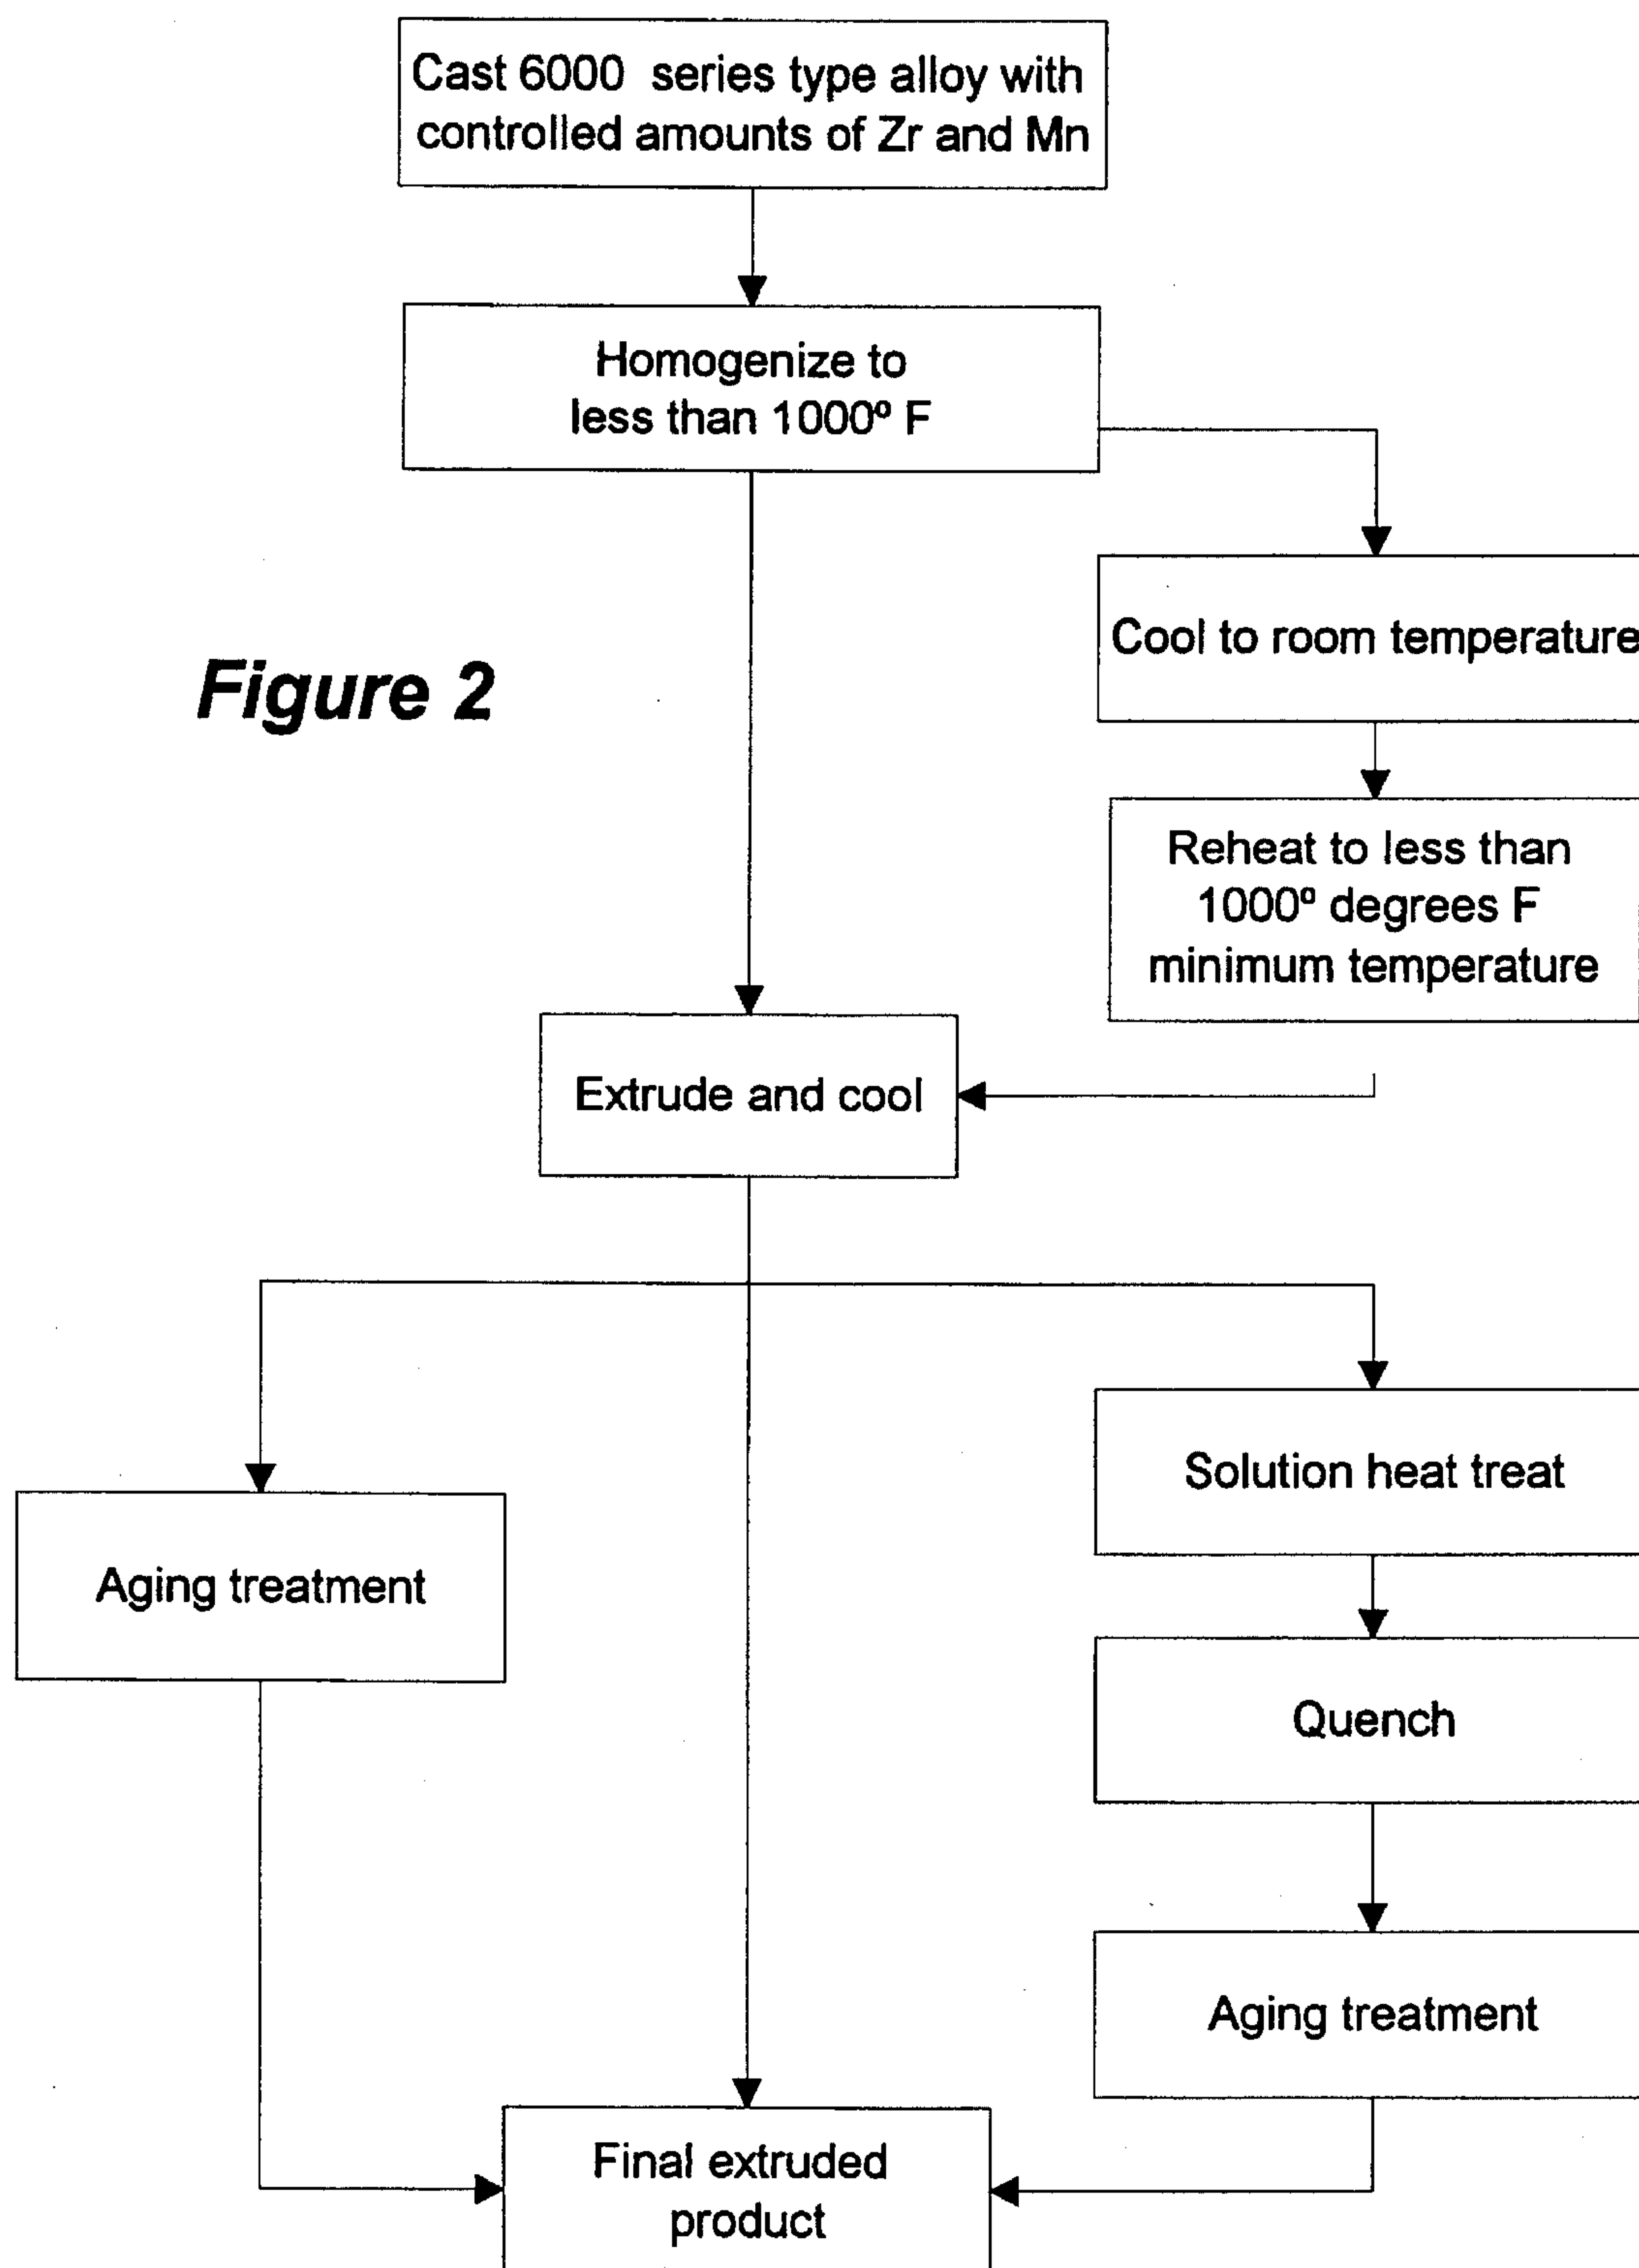 Cast 6000 series type alloy with
controlled amounts of Zr and Mn
Homogenize to
less than 1000º F
Cool to room temperature
Figure 2
Reheat to less than
1000º degrees F
minimum temperature
Extrude and cool
Solution heat treat
Aging treatment
Quench
Aging treatment
Final extruded
product